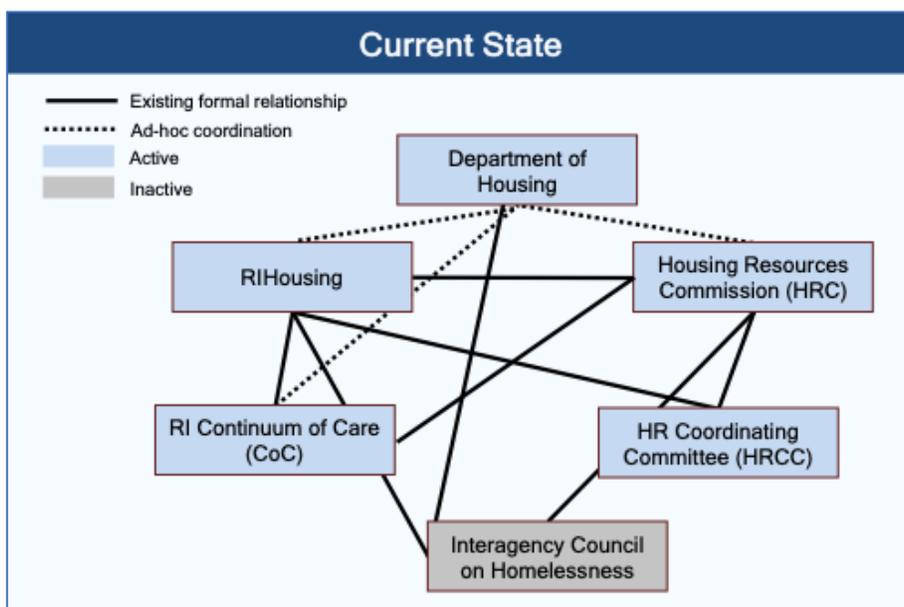 Current State
Existing formal relationship
Ad-hoc coordination
Active
Inactive
Department of
Housing
RIHousing
Housing Resources
Commission (HRC)
RI Continuum of Care
(CoC)
HR Coordinating
Committee (HRCC)
Interagency Council
on Homelessness